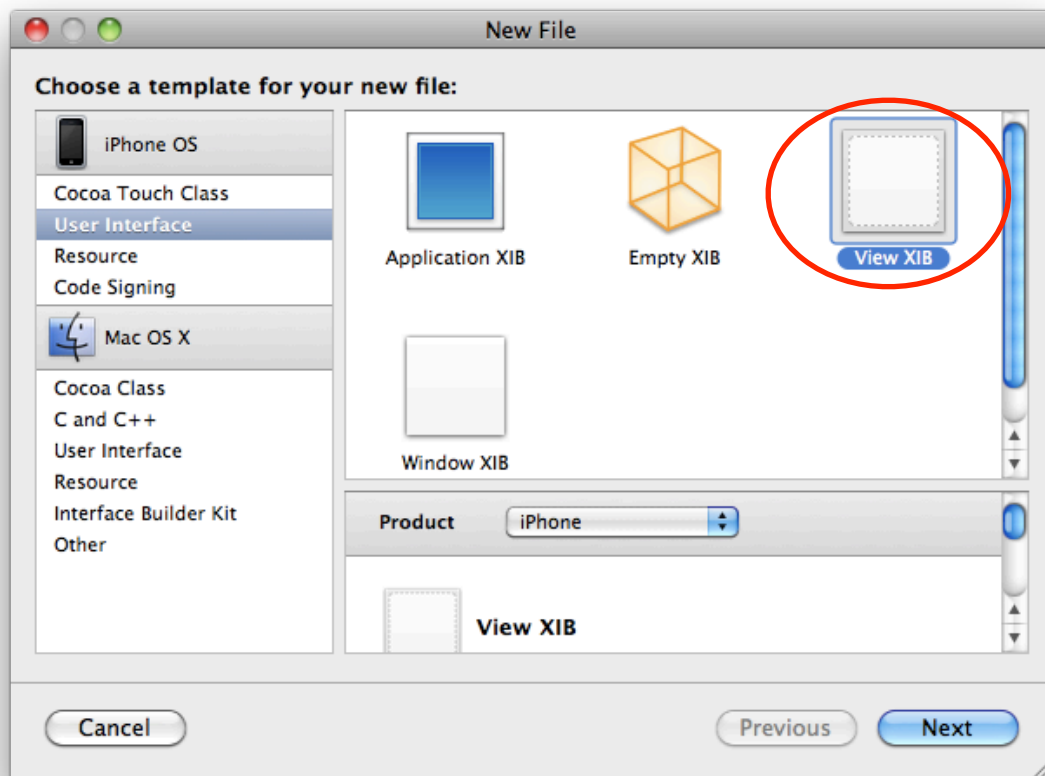 New File
Choose a template for your new file:
iPhone OS
Cocoa Touch Class
User Interface
Resource
Code Signing
Mac OS X
Cocoa Class
C and C++
User Interface
Resource
Interface Builder Kit
Other
Application XIB
Empty XIB
View XIB
Window XIB
Product iPhone
View XIB
Cancel
Previous
Next